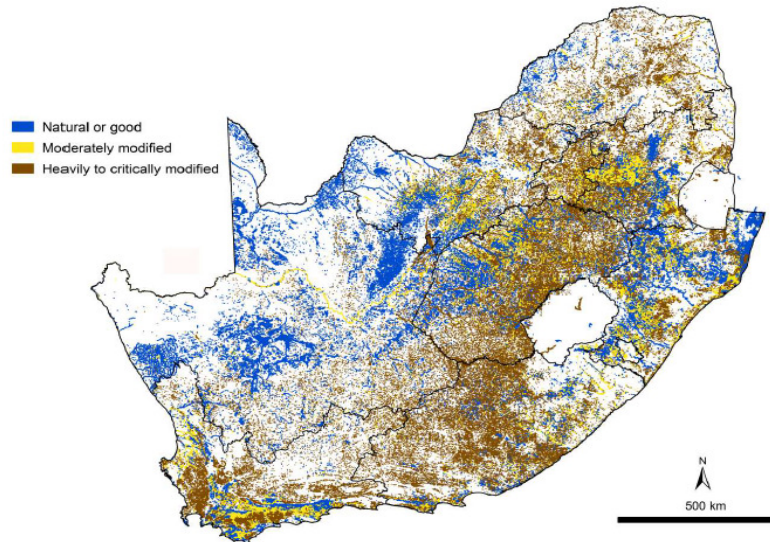 Natural or good
Moderately modified
Heavily to critically modified
N
500 km